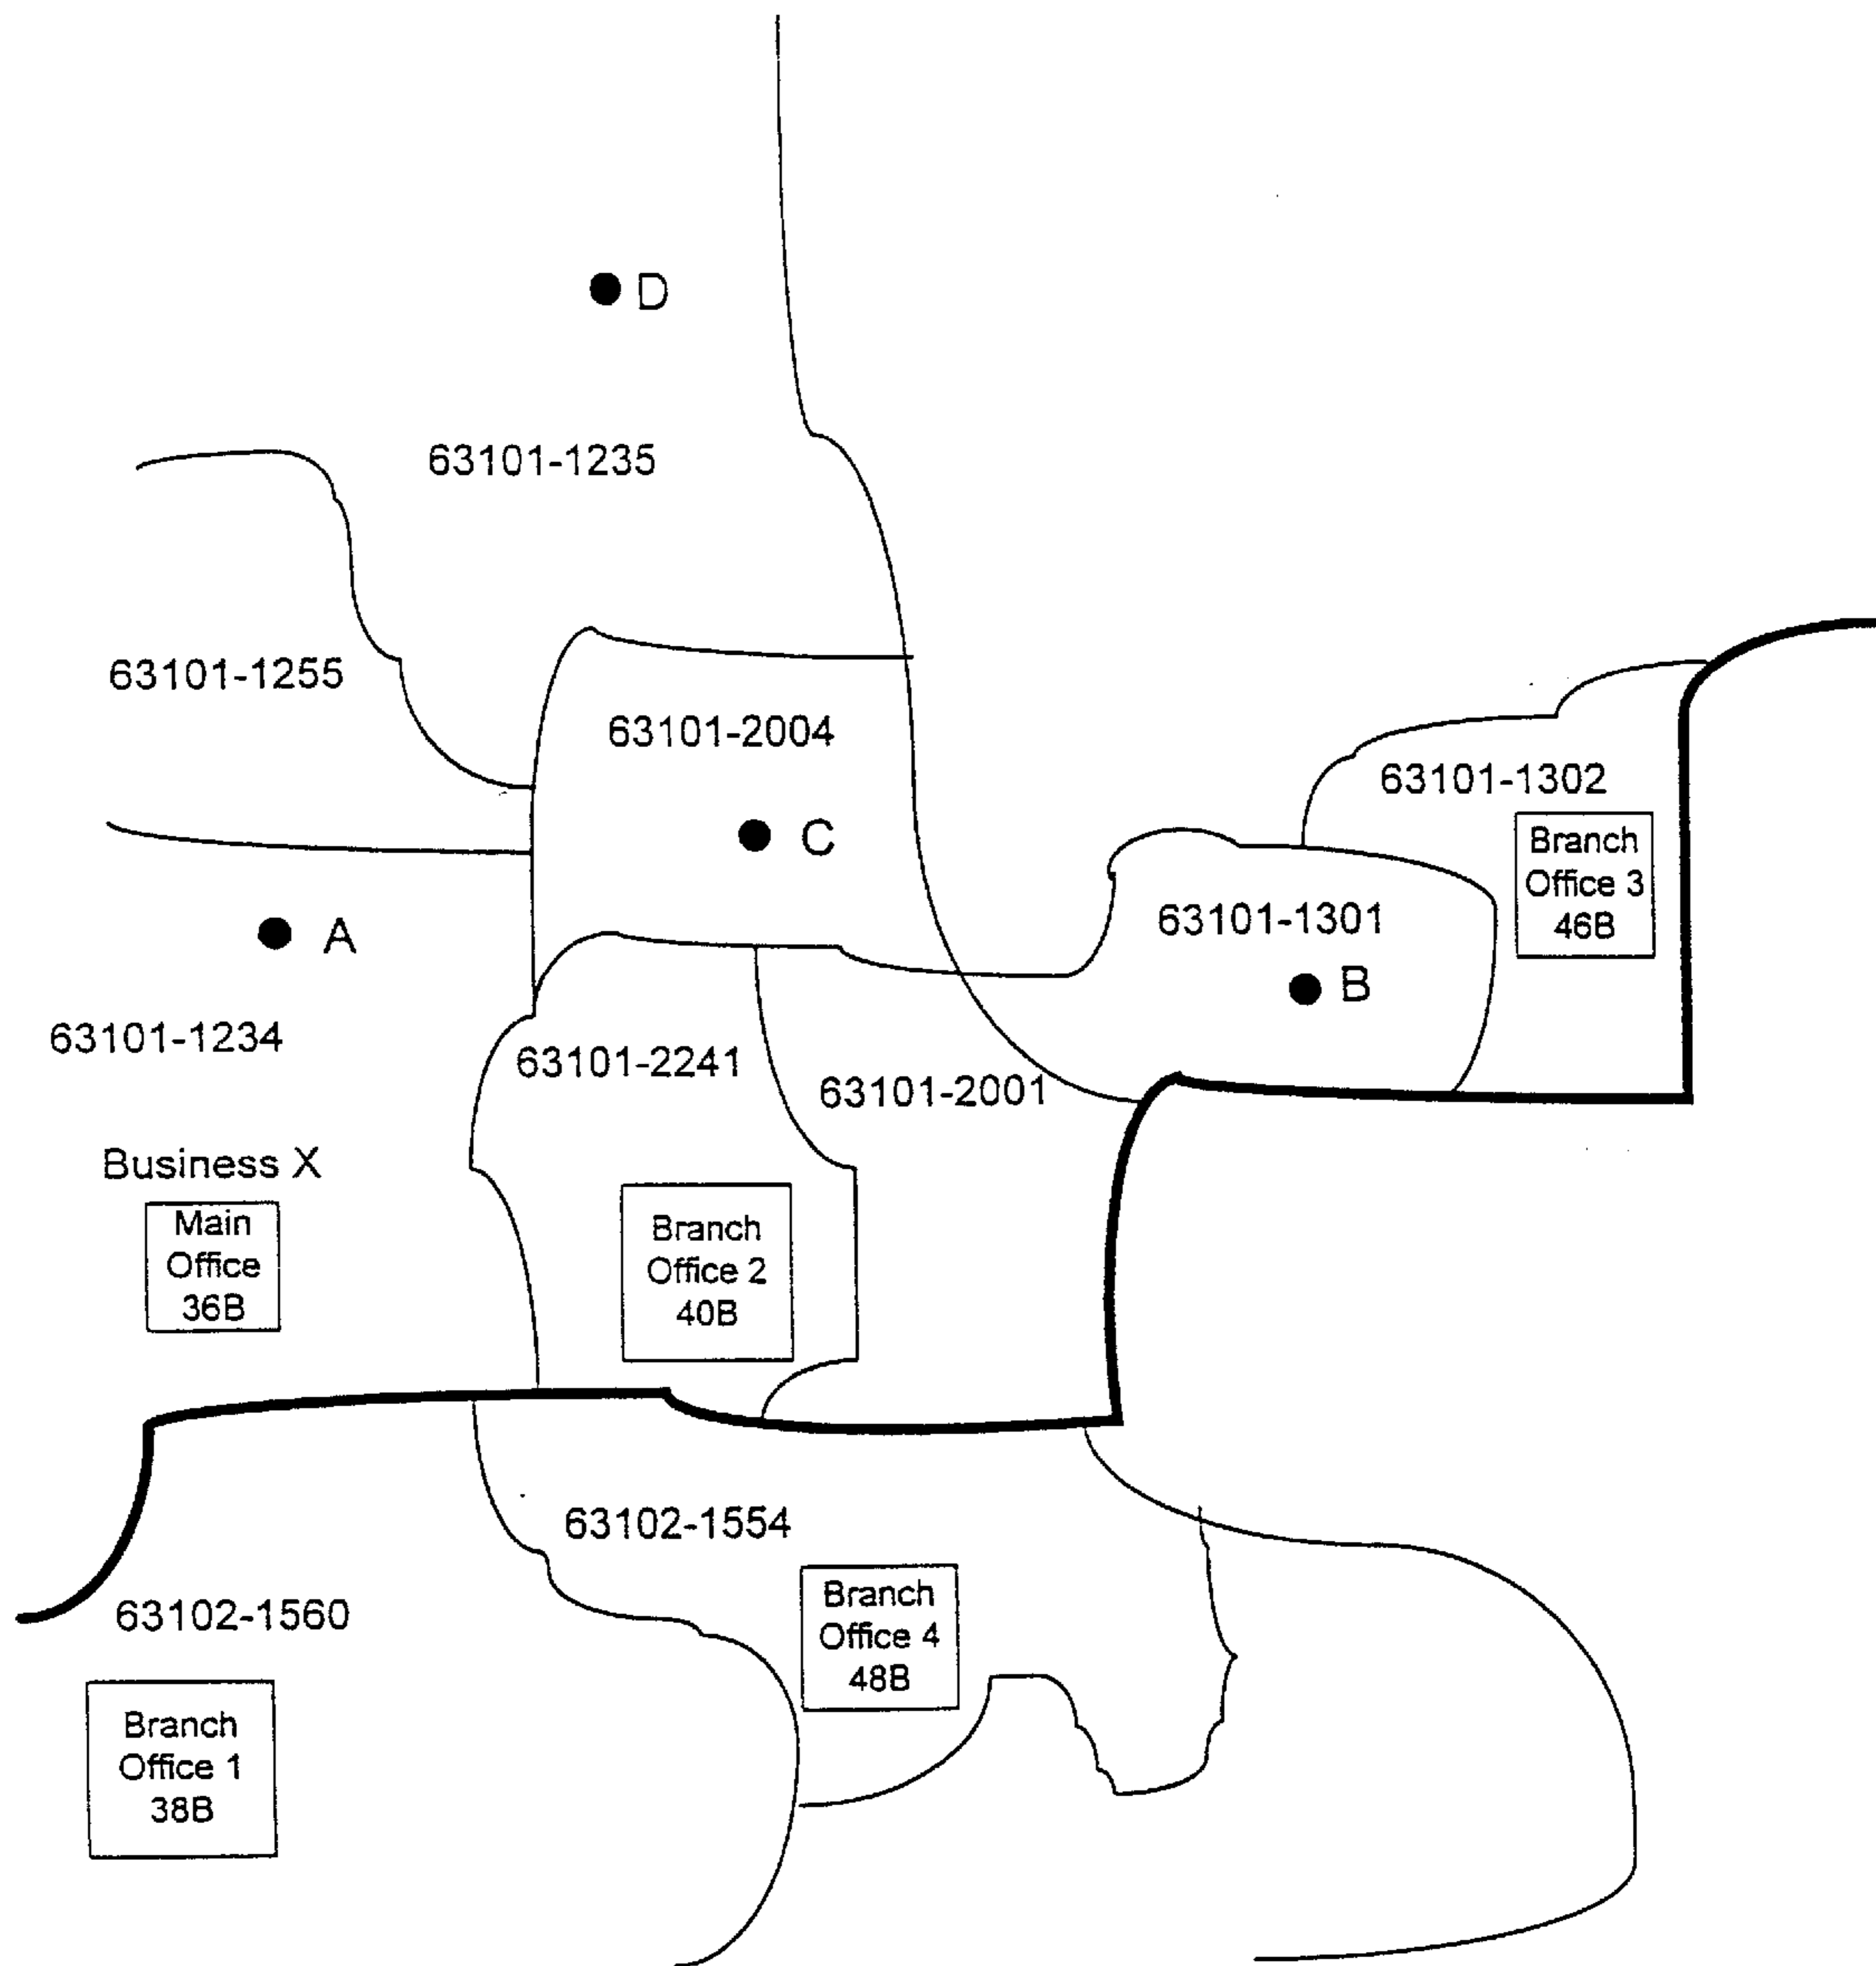 D
63101-1235
63101-1255
63101-2004
63101-1302
C
Branch
Office 3
46B
63101-1301
A
B
63101-1234
63101-2241
63101-2001
Business X
Main
Office
36B
Branch
Office 2
40B
63102-1554
63102-1560
Branch
Office 4
48B
Branch
Office 1
38B